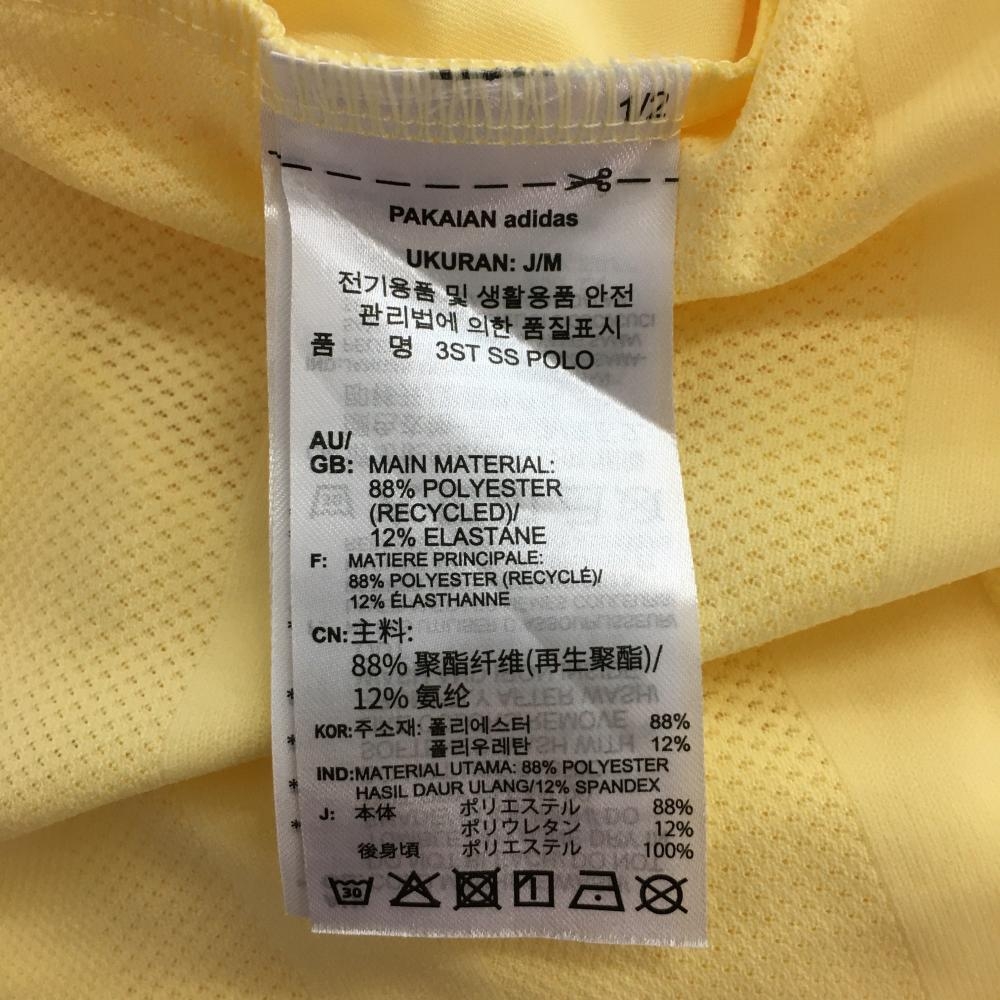 1/2
PAKAIAN adidas
UKURAN: J/M
전기용품 및 생활용품 안전
관리법에 의한 품질표시
품 명 3ST SS POLO
AU/
GB: MAIN MATERIAL:
88% POLYESTER
(RECYCLED)/
12% ELASTANE
F: MATIERE PRINCIPALE:
88% POLYESTER (RECYCLÉ)/
12% ÉLASTHANNE
CN: 主料:
88% 聚酯纤维(再生聚酯)/
12% 氨纶
KOR: 주소재: 폴리에스터 88%
폴리우레탄 12%
IND: MATERIAL UTAMA: 88% POLYESTER
HASIL DAUR ULANG/12% SPANDEX
J: 本体 ポリエステル 88%
ポリウレタン 12%
後身頃 ポリエステル 100%
30